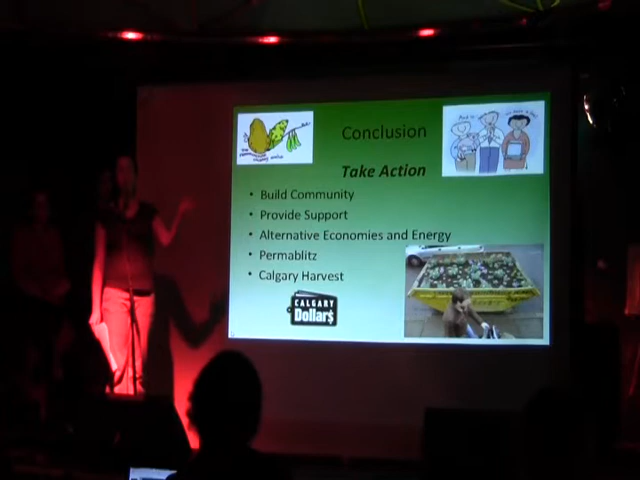 Conclusion
Take Action
• Build Community
• Provide Support
• Alternative Economies and Energy
• Permablitz
• Calgary Harvest
CALGARY
Dollar$